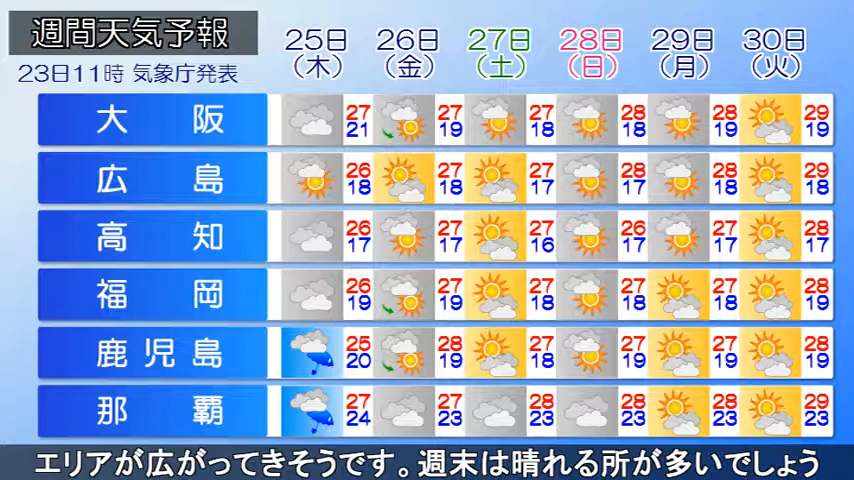 週間天気予報
23日11時 気象庁発表
25日 26日 27日 28日 29日 30日
(木) (金) (土) (日) (月) (火)
大阪 27 21 27 19 27 18 28 18 28 19 29 19
広島 26 18 27 18 27 17 28 17 28 18 29 18
高知 26 17 27 17 27 16 26 17 27 17 28 17
福岡 26 19 27 19 27 18 27 18 27 18 28 19
鹿児島 25 20 28 19 27 18 27 19 27 19 28 19
那覇 27 24 27 23 28 23 28 23 28 23 29 23
エリアが広がってきそうです。週末は晴れる所が多いでしょう